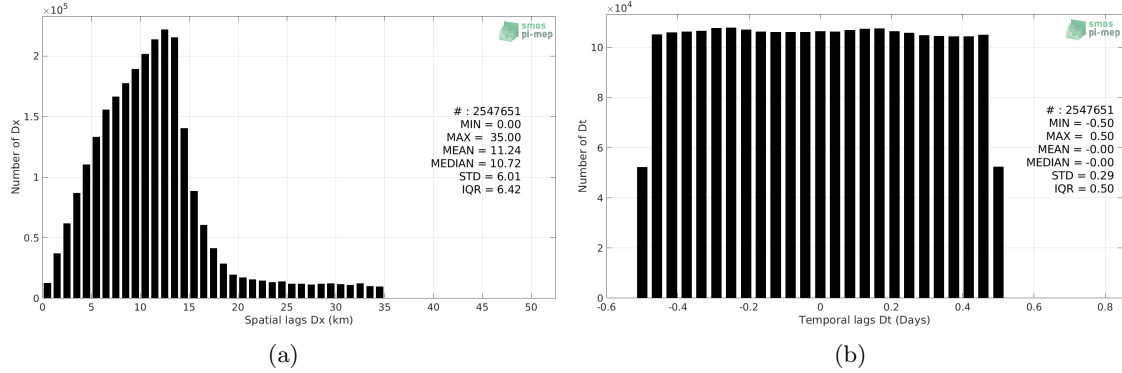 ×10⁵
2
1.5
1
0.5
0
0 5 10 15 20 25 30 35 40 45 50
Number of Dx
Spatial lags Dx (km)
smos
pi-mep
# : 2547651
MIN = 0.00
MAX = 35.00
MEAN = 11.24
MEDIAN = 10.72
STD = 6.01
IQR = 6.42
(a)
×10⁴
10
8
6
4
2
0
-0.6 -0.4 -0.2 0 0.2 0.4 0.6 0.8
Number of Dt
Temporal lags Dt (Days)
smos
pi-mep
# : 2547651
MIN = -0.50
MAX = 0.50
MEAN = -0.00
MEDIAN = -0.00
STD = 0.29
IQR = 0.50
(b)